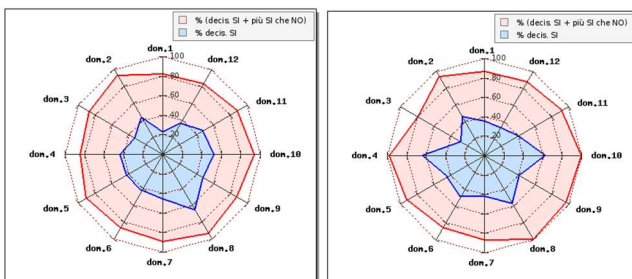 % (decis. SI + più SI che NO)
% decis. SI
dom.1
dom.2
dom.12
dom.3
dom.11
dom.4
dom.10
dom.5
dom.9
dom.6
dom.8
dom.7
100
80
60
40
20
% (decis. SI + più SI che NO)
% decis. SI
dom.1
dom.2
dom.12
dom.3
dom.11
dom.4
dom.10
dom.5
dom.9
dom.6
dom.8
dom.7
100
80
60
40
20